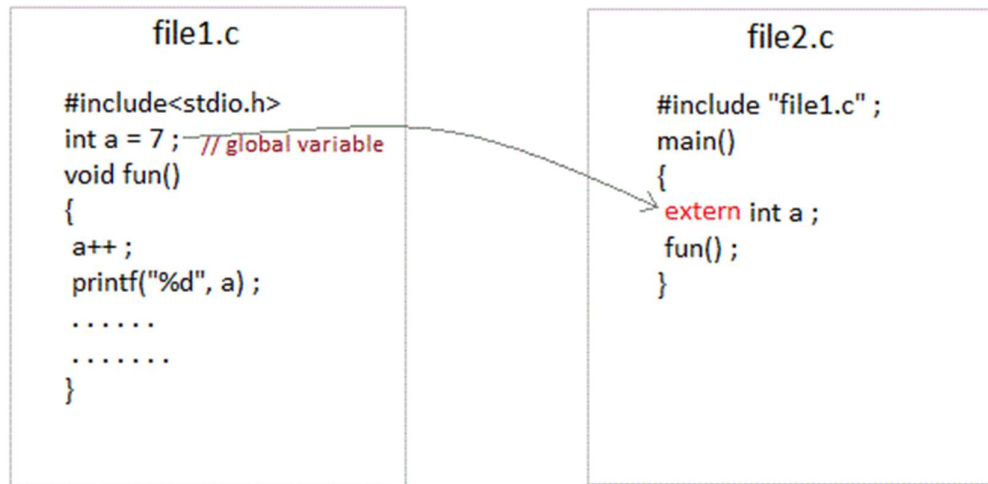 file1.c
#include<stdio.h>
int a = 7 ; // global variable
void fun()
{
a++ ;
printf("%d", a) ;
. . . . . .
. . . . . . .
}
file2.c
#include "file1.c" ;
main()
{
extern int a ;
fun() ;
}